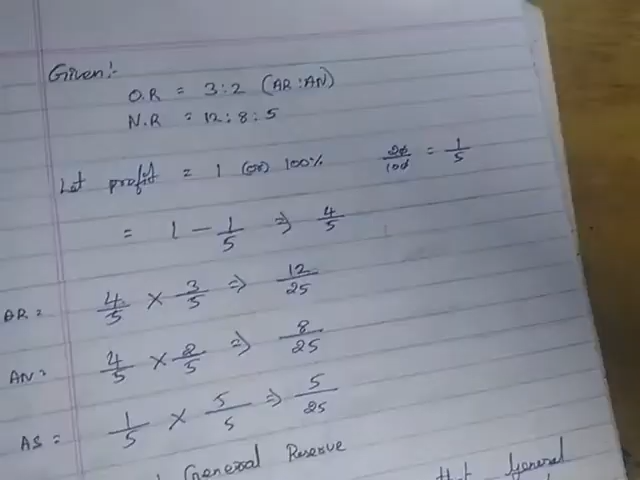 Given:-
O.R = 3:2 (AR:AN)
N.R = 12:8:5
Let profit = 1 (or) 100% 20/100 = 1/5
= 1 - 1/5 ⇒ 4/5
AR = 4/5 × 3/5 ⇒ 12/25
AN = 4/5 × 2/5 ⇒ 8/25
AS = 1/5 × 5/5 ⇒ 5/25
General Reserve
that general